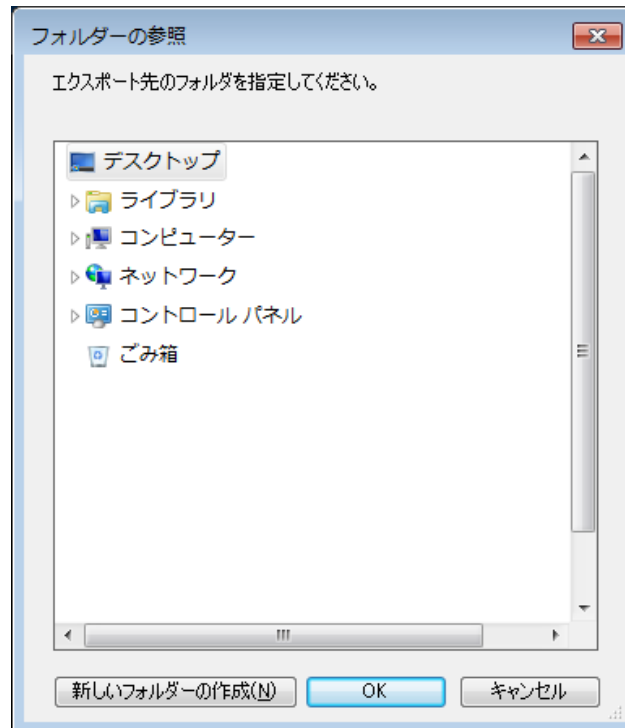 フォルダーの参照
エクスポート先のフォルダを指定してください。
デスクトップ
ライブラリ
コンピューター
ネットワーク
コントロール パネル
ごみ箱
新しいフォルダーの作成(N)
OK
キャンセル